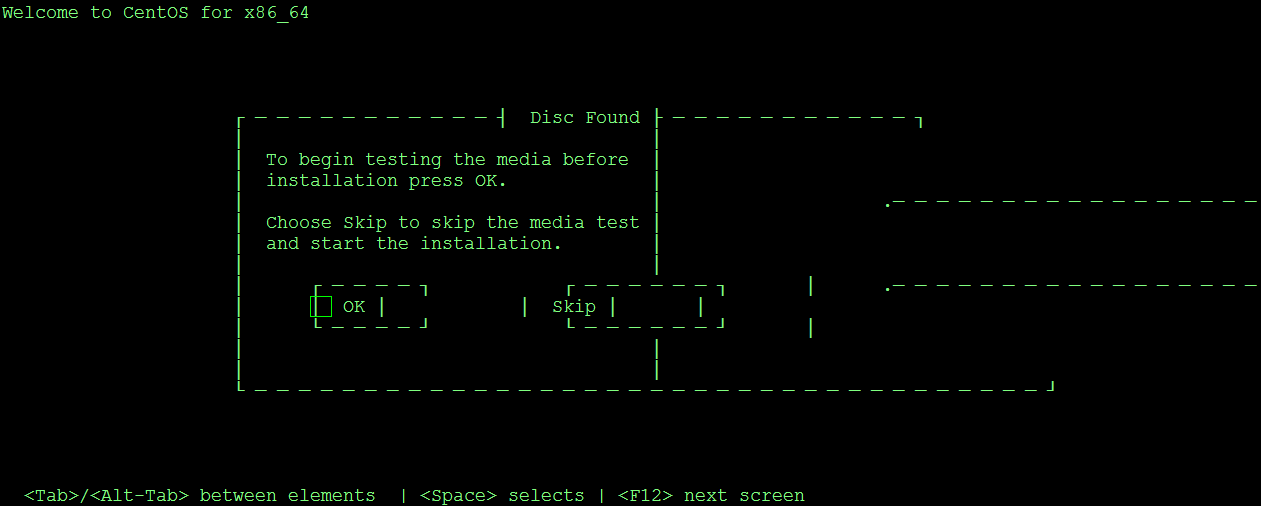 Welcome to CentOS for x86_64
Disc Found
To begin testing the media before
installation press OK.
Choose Skip to skip the media test
and start the installation.
OK | | Skip |
<Tab>/<Alt-Tab> between elements | <Space> selects | <F12> next screen